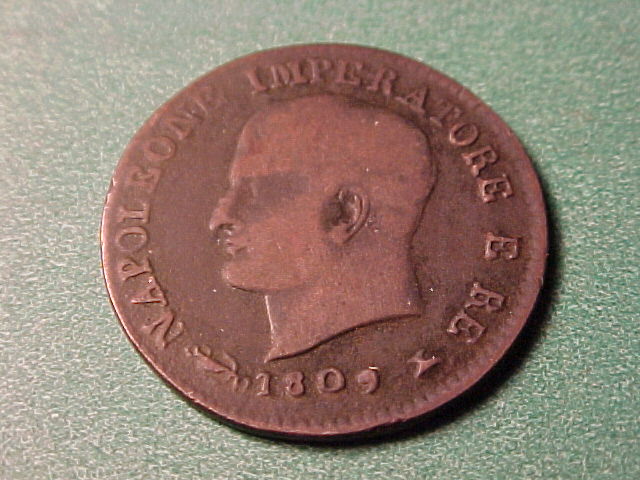 NAPOLEONE IMPERATORE E RE
1809